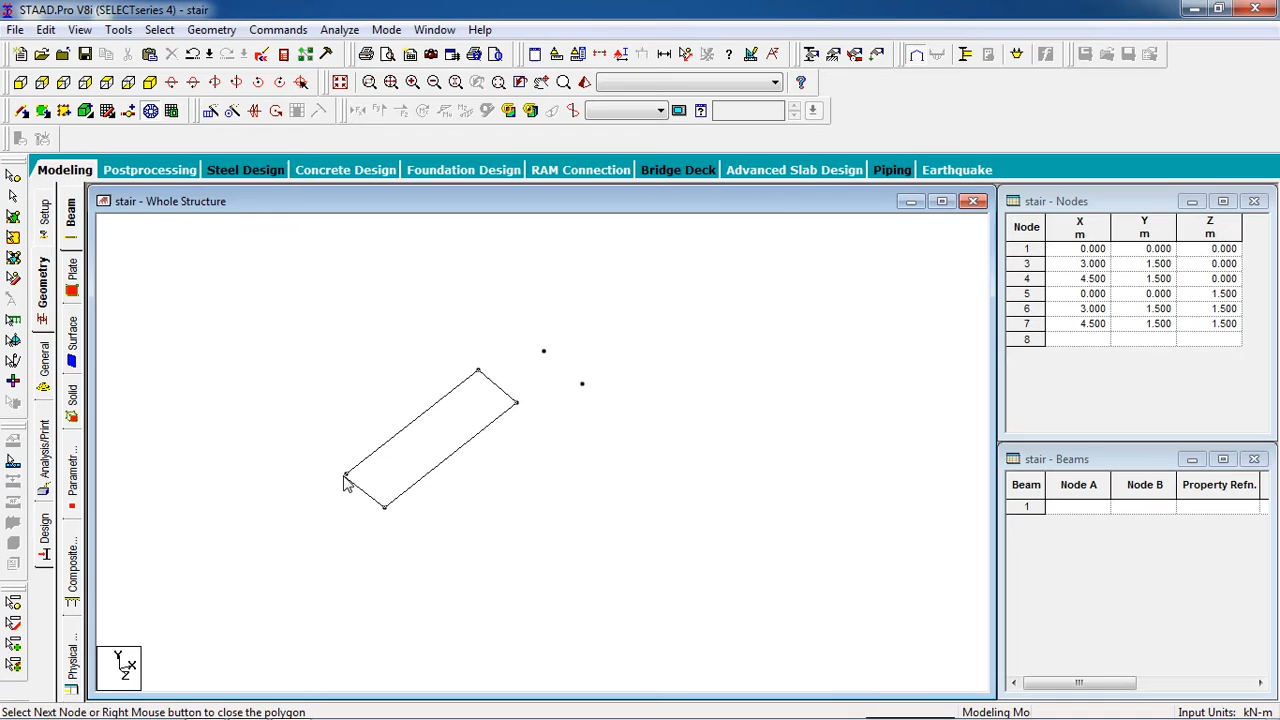 STAAD.Pro V8i (SELECTseries 4) - stair
File Edit View Tools Select Geometry Commands Analyze Mode Window Help
Modeling Postprocessing Steel Design Concrete Design Foundation Design RAM Connection Bridge Deck Advanced Slab Design Piping Earthquake
Setup
Geometry
General
Analysis/Print
Design
Beam
Plate
Surface
Solid
Parametr...
Composite...
Physical ...
stair - Whole Structure
Y
X
Z
stair - Nodes
Node X Y Z
m m m
1 0.000 0.000 0.000
3 3.000 1.500 0.000
4 4.500 1.500 0.000
5 0.000 0.000 1.500
6 3.000 1.500 1.500
7 4.500 1.500 1.500
8
stair - Beams
Beam Node A Node B Property Refn.
1
Select Next Node or Right Mouse button to close the polygon
Modeling Mo
Input Units: kN-m